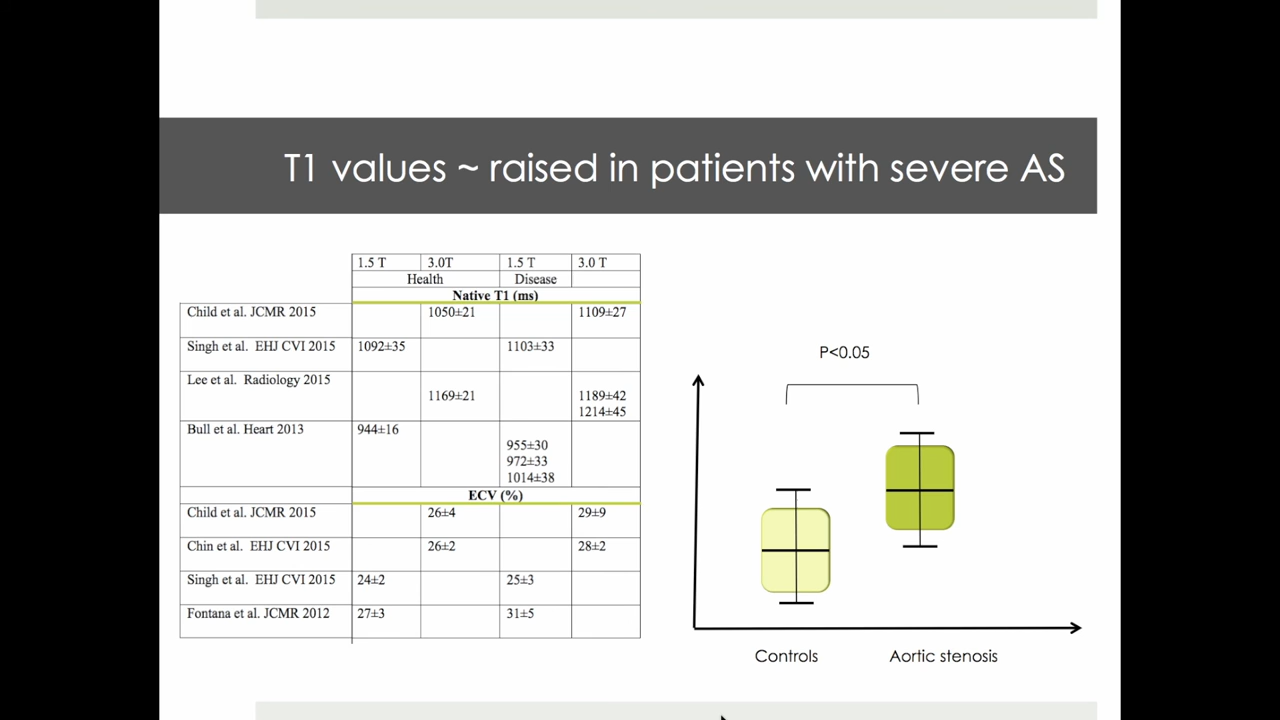 T1 values ~ raised in patients with severe AS
1.5 T 3.0T 1.5 T 3.0 T
Health Disease
Native T1 (ms)
Child et al. JCMR 2015 1050±21 1109±27
Singh et al. EHJ CVI 2015 1092±35 1103±33
Lee et al. Radiology 2015
1169±21 1189±42
1214±45
Bull et al. Heart 2013 944±16
955±30
972±33
1014±38
ECV (%)
Child et al. JCMR 2015 26±4 29±9
Chin et al. EHJ CVI 2015 26±2 28±2
Singh et al. EHJ CVI 2015 24±2 25±3
Fontana et al. JCMR 2012 27±3 31±5
P<0.05
Controls Aortic stenosis